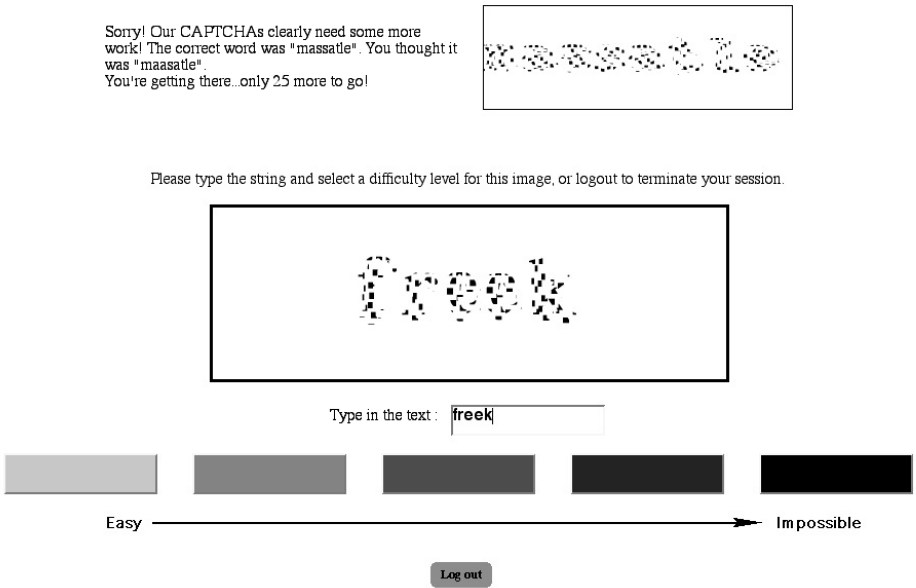 Sorry! Our CAPTCHAs clearly need some more
work! The correct word was "massatle". You thought it
was "maasatle".
You're getting there...only 25 more to go!
massatle
Please type the string and select a difficulty level for this image, or logout to terminate your session.
freek
Type in the text : freek
Easy Impossible
Log out